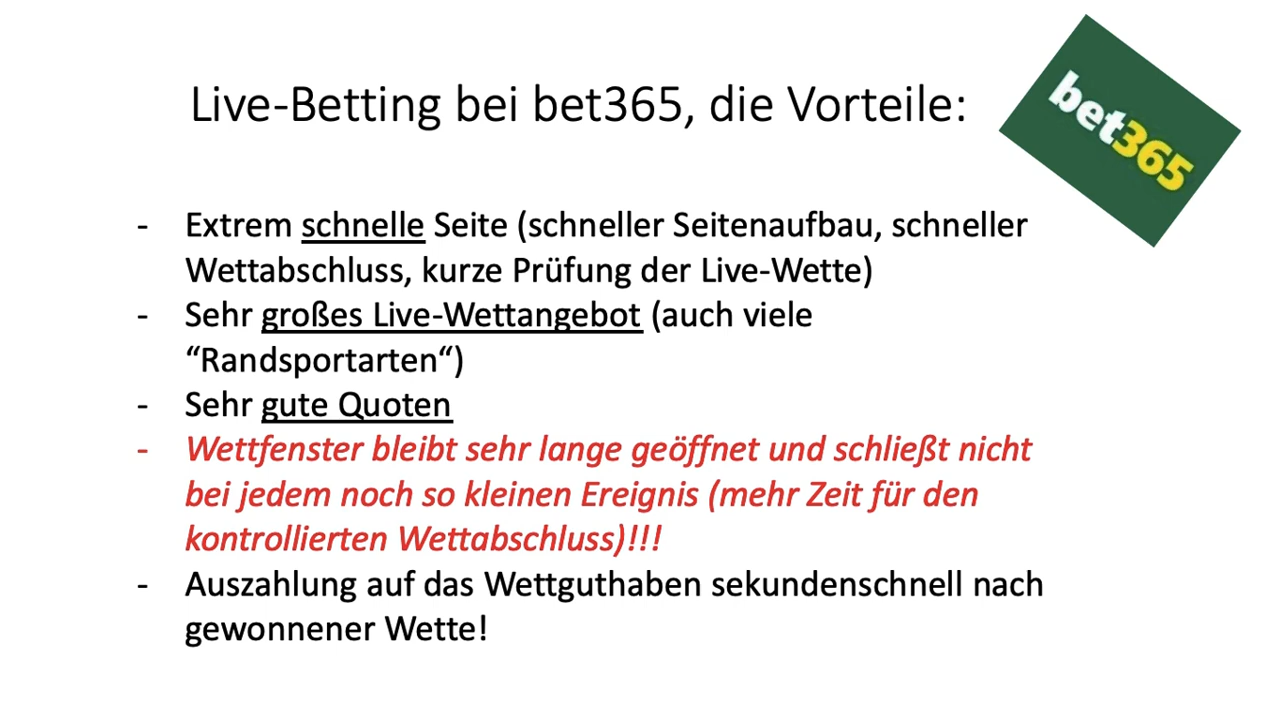 Live-Betting bei bet365, die Vorteile:
bet365
- Extrem schnelle Seite (schneller Seitenaufbau, schneller
Wettabschluss, kurze Prüfung der Live-Wette)
- Sehr großes Live-Wettangebot (auch viele
“Randsportarten“)
- Sehr gute Quoten
- Wettfenster bleibt sehr lange geöffnet und schließt nicht
bei jedem noch so kleinen Ereignis (mehr Zeit für den
kontrollierten Wettabschluss)!!!
- Auszahlung auf das Wettguthaben sekundenschnell nach
gewonnener Wette!